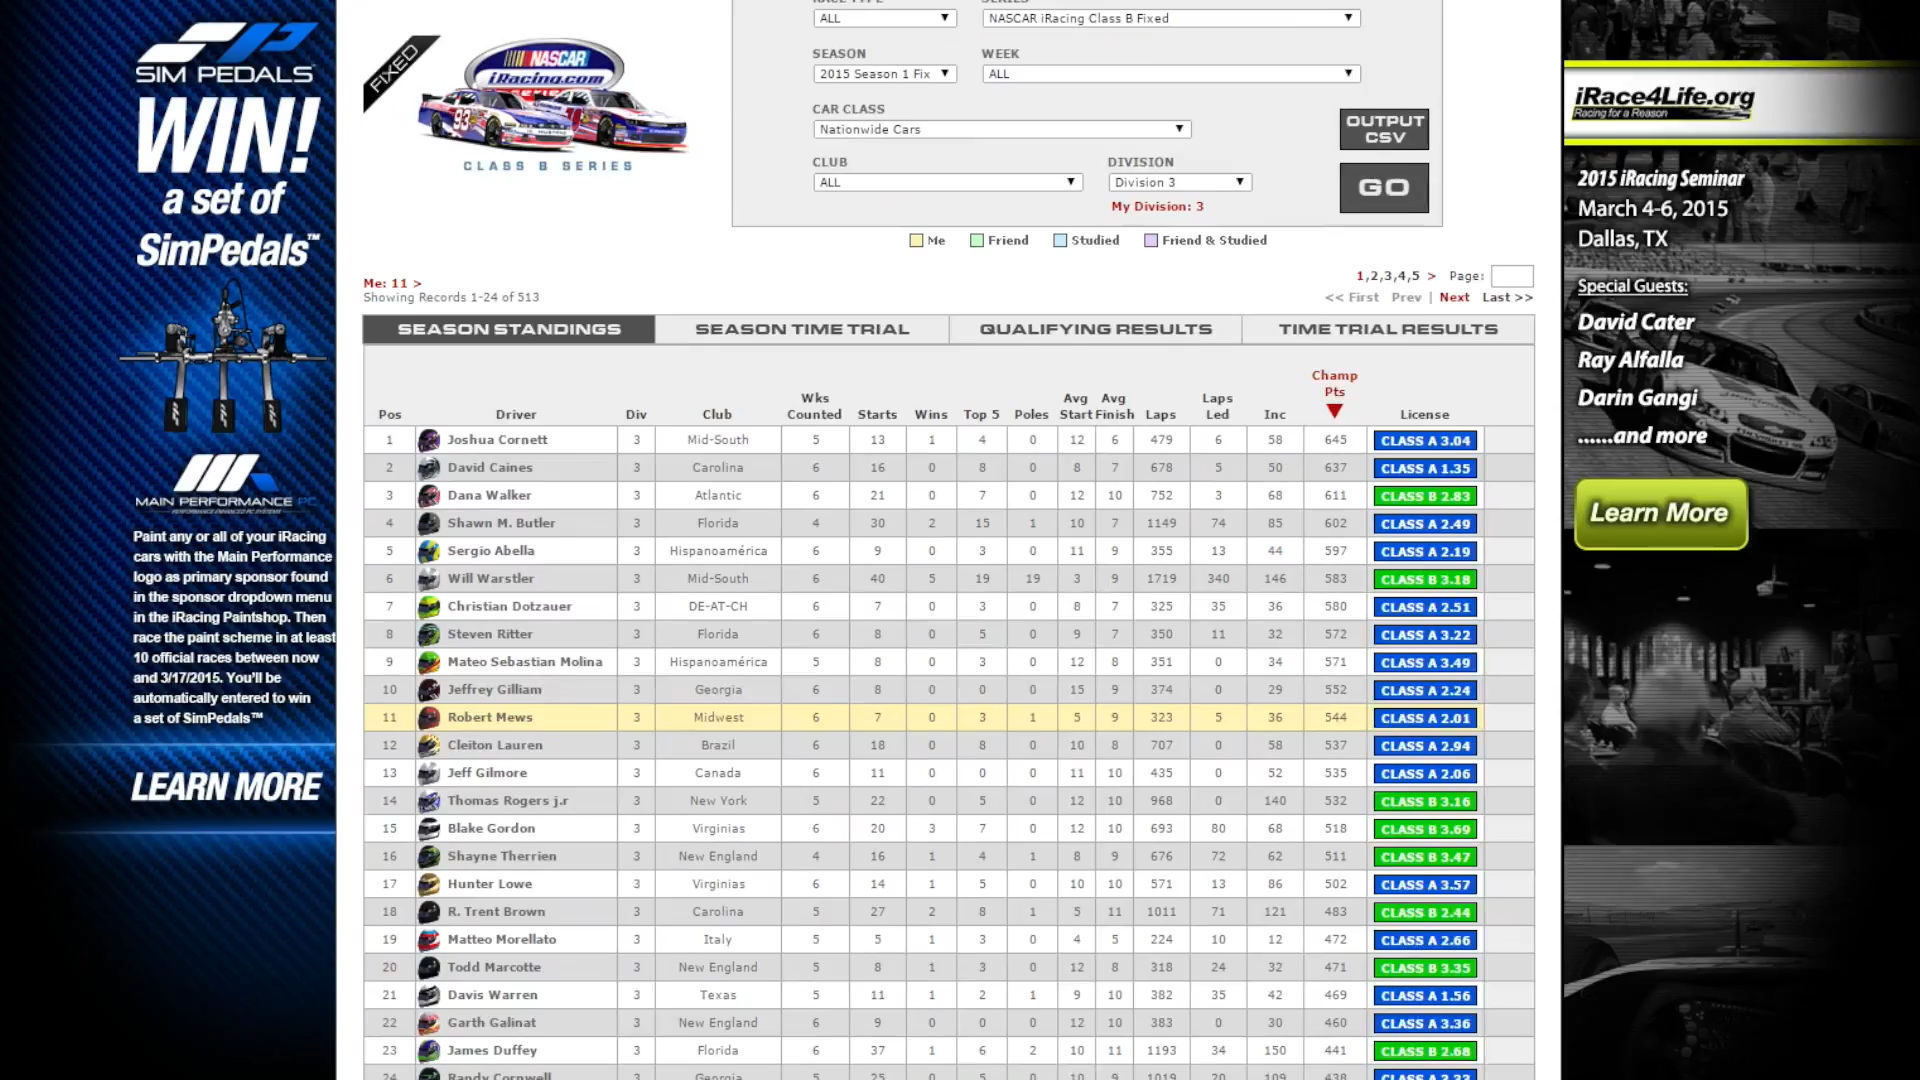 SIM PEDALS
WIN!
a set of
SimPedals™
MAIN PERFORMANCE PC
Paint any or all of your iRacing
cars with the Main Performance
logo as primary sponsor found
in the sponsor dropdown menu
in the iRacing Paintshop. Then
race the paint scheme in at least
10 official races between now
and 3/17/2015. You'll be
automatically entered to win
a set of SimPedals™
LEARN MORE
FIXED
NASCAR
iRacing.com
93
CLASS B SERIES
ALL
NASCAR iRacing Class B Fixed
SEASON WEEK
2015 Season 1 Fix ALL
CAR CLASS
Nationwide Cars
CLUB DIVISION
ALL Division 3
My Division: 3
OUTPUT
CSV
GO
Me Friend Studied Friend & Studied
Me: 11 >
Showing Records 1-24 of 513
1,2,3,4,5 > Page:
<< First Prev | Next Last >>
SEASON STANDINGS SEASON TIME TRIAL QUALIFYING RESULTS TIME TRIAL RESULTS
Pos Driver Div Club Wks Counted Starts Wins Top 5 Poles Avg Start Avg Finish Laps Laps Led Inc Champ Pts License
1 Joshua Cornett 3 Mid-South 5 13 1 4 0 12 6 479 6 58 645 CLASS A 3.04
2 David Caines 3 Carolina 6 16 0 8 0 8 7 678 5 50 637 CLASS A 1.35
3 Dana Walker 3 Atlantic 6 21 0 7 0 12 10 752 3 68 611 CLASS B 2.83
4 Shawn M. Butler 3 Florida 4 30 2 15 1 10 7 1149 74 85 602 CLASS A 2.49
5 Sergio Abella 3 Hispanoamérica 6 9 0 3 0 11 9 355 13 44 597 CLASS A 2.19
6 Will Warstler 3 Mid-South 6 40 5 19 19 3 9 1719 340 146 583 CLASS B 3.18
7 Christian Dotzauer 3 DE-AT-CH 6 7 0 3 0 8 7 325 35 36 580 CLASS A 2.51
8 Steven Ritter 3 Florida 6 8 0 5 0 9 7 350 11 32 572 CLASS A 3.22
9 Mateo Sebastian Molina 3 Hispanoamérica 5 8 0 3 0 12 8 351 0 34 571 CLASS A 3.49
10 Jeffrey Gilliam 3 Georgia 6 8 0 0 0 15 9 374 0 29 552 CLASS A 2.24
11 Robert Mews 3 Midwest 6 7 0 3 1 5 9 323 5 36 544 CLASS A 2.01
12 Cleiton Lauren 3 Brazil 6 18 0 8 0 10 8 707 0 58 537 CLASS A 2.94
13 Jeff Gilmore 3 Canada 6 11 0 0 0 11 10 435 0 52 535 CLASS A 2.06
14 Thomas Rogers j.r 3 New York 5 22 0 5 0 12 10 968 0 140 532 CLASS B 3.16
15 Blake Gordon 3 Virginias 6 20 3 7 0 12 10 693 80 68 518 CLASS B 3.69
16 Shayne Therrien 3 New England 4 16 1 4 1 8 9 676 72 62 511 CLASS B 3.47
17 Hunter Lowe 3 Virginias 6 14 1 5 0 10 10 571 13 86 502 CLASS A 3.57
18 R. Trent Brown 3 Carolina 5 27 2 8 1 5 11 1011 71 121 483 CLASS B 2.44
19 Matteo Morellato 3 Italy 5 5 1 3 0 4 5 224 10 12 472 CLASS A 2.66
20 Todd Marcotte 3 New England 5 8 1 3 0 12 8 318 24 32 471 CLASS B 3.35
21 Davis Warren 3 Texas 5 11 1 2 1 9 10 382 35 42 469 CLASS A 1.56
22 Garth Galinat 3 New England 6 9 0 0 0 12 10 383 0 30 460 CLASS A 3.36
23 James Duffey 3 Florida 6 37 1 6 2 10 11 1193 34 150 441 CLASS B 2.68
24 Randy Cornwell 3 Georgia 5 25 0 5 0 10 9 1019 20 109 438
iRace4Life.org
Racing for a Reason
2015 iRacing Seminar
March 4-6, 2015
Dallas, TX
Special Guests:
David Cater
Ray Alfalla
Darin Gangi
......and more
Learn More